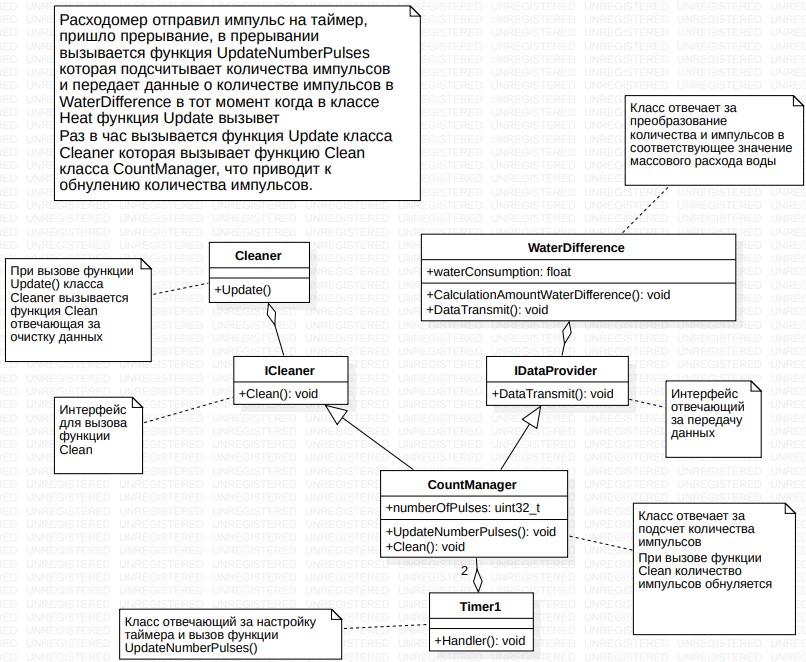 Расходомер отправил импульс на таймер,
пришло прерывание, в прерывании
вызывается функция UpdateNumberPulses
которая подсчитывает количества импульсов
и передает данные о количестве импульсов в
WaterDifference в тот момент когда в классе
Heat функция Update вызывет
Раз в час вызывается функция Update класса
Cleaner которая вызывает функцию Clean
класса CountManager, что приводит к
обнулению количества импульсов.
Класс отвечает за
преобразование
количества и импульсов в
соответствующее значение
массового расхода воды
Cleaner
+Update()
WaterDifference
+waterConsumption: float
+CalculationAmountWaterDifference(): void
+DataTransmit(): void
При вызове функции
Update() класса
Cleaner вызывается
функция Clean
отвечающая за
очистку данных
ICleaner
+Clean(): void
IDataProvider
+DataTransmit(): void
Интерфейс
для вызова
функции
Clean
Интерфейс
отвечающий
за передачу
данных
CountManager
+numberOfPulses: uint32_t
+UpdateNumberPulses(): void
+Clean(): void
Класс отвечает за
подсчет количества
импульсов
При вызове функции
Clean количество
импульсов обнуляется
2
Timer1
+Handler(): void
Класс отвечающий за настройку
таймера и вызов функции
UpdateNumberPulses()
UNREGISTERED